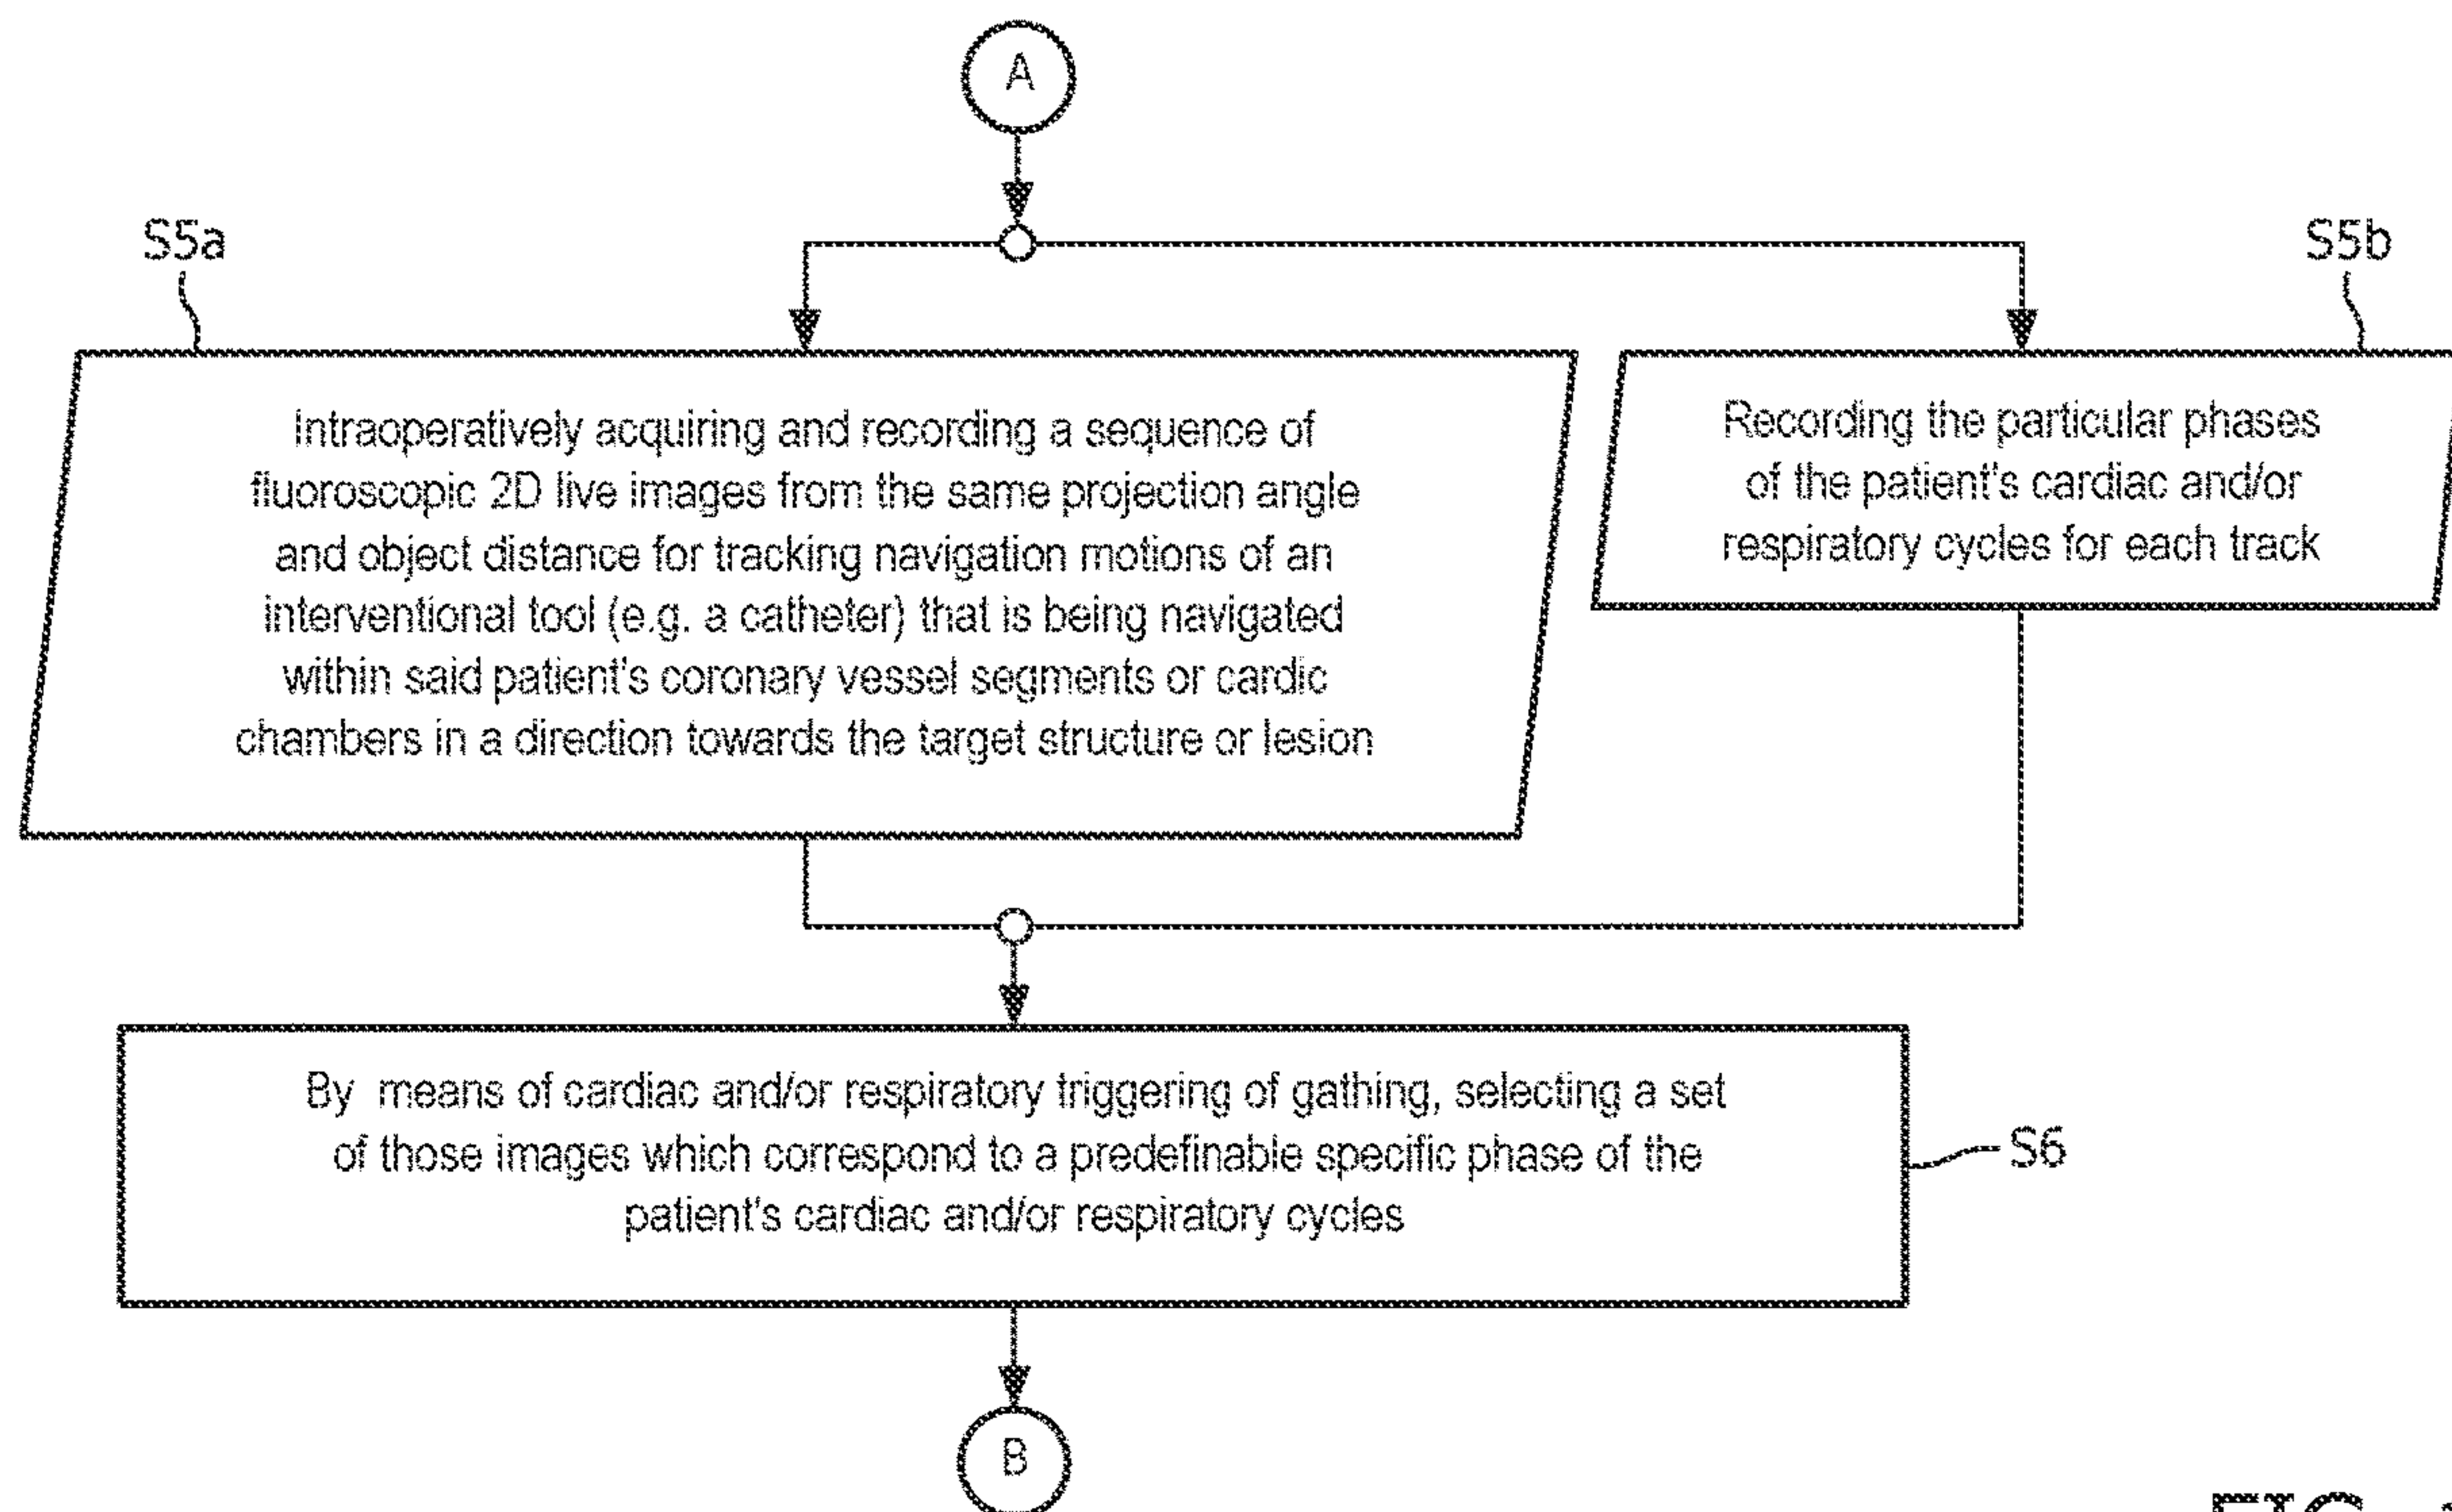 A
S5a
S5b
Intraoperatively acquiring and recording a sequence of
fluoroscopic 2D live images from the same projection angle
and object distance for tracking navigation motions of an
interventional tool (e.g. a catheter) that is being navigated
within said patient's coronary vessel segments or cardic
chambers in a direction towards the target structure or lesion
Recording the particular phases
of the patient's cardiac and/or
respiratory cycles for each track
By means of cardiac and/or respiratory triggering of gathing, selecting a set
of those images which correspond to a predefinable specific phase of the
patient's cardiac and/or respiratory cycles
S6
B